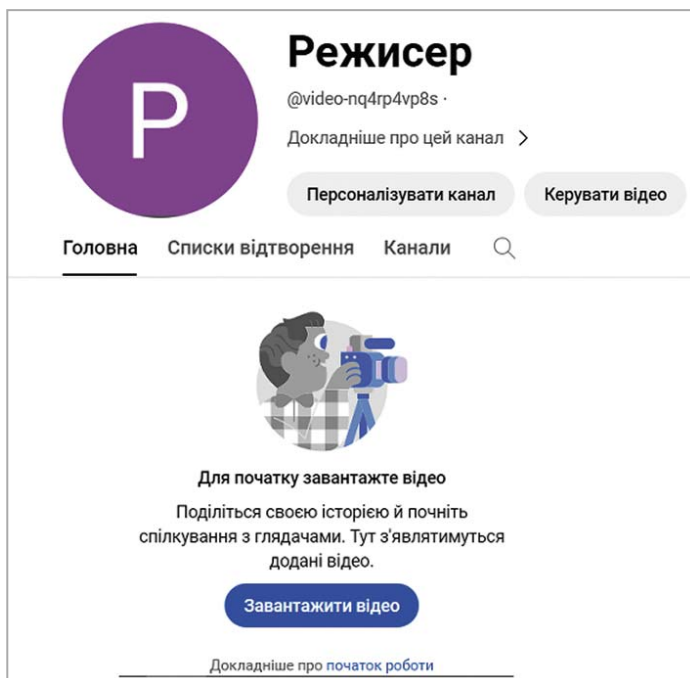 Р
Режисер
@video-nq4rp4vp8s ·
Докладніше про цей канал >
Персоналізувати канал Керувати відео
Головна Списки відтворення Канали
Для початку завантажте відео
Поділіться своєю історією й почніть
спілкування з глядачами. Тут з'являтимуться
додані відео.
Завантажити відео
Докладніше про початок роботи